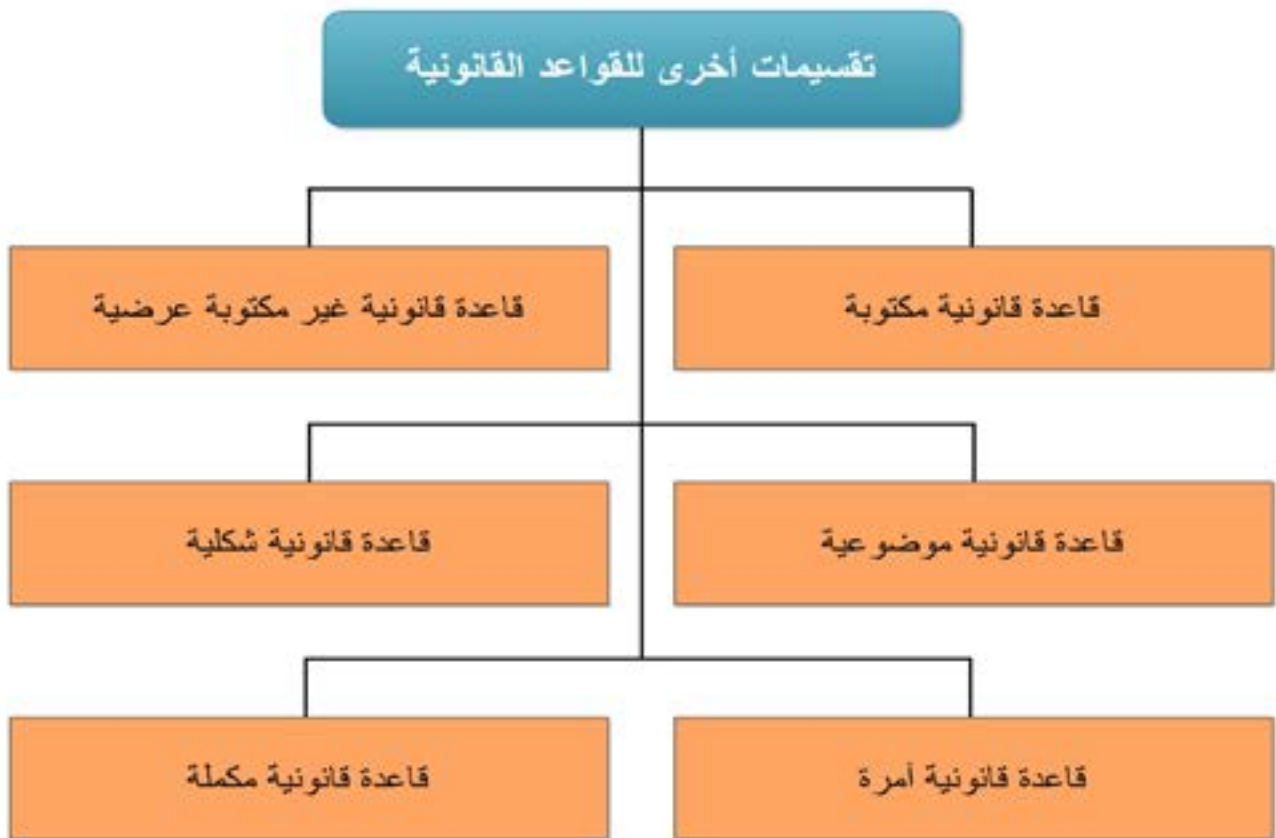 تقسيمات أخرى للقواعد القانونية
قاعدة قانونية مكتوبة
قاعدة قانونية غير مكتوبة عرضية
قاعدة قانونية موضوعية
قاعدة قانونية شكلية
قاعدة قانونية أمرة
قاعدة قانونية مكملة